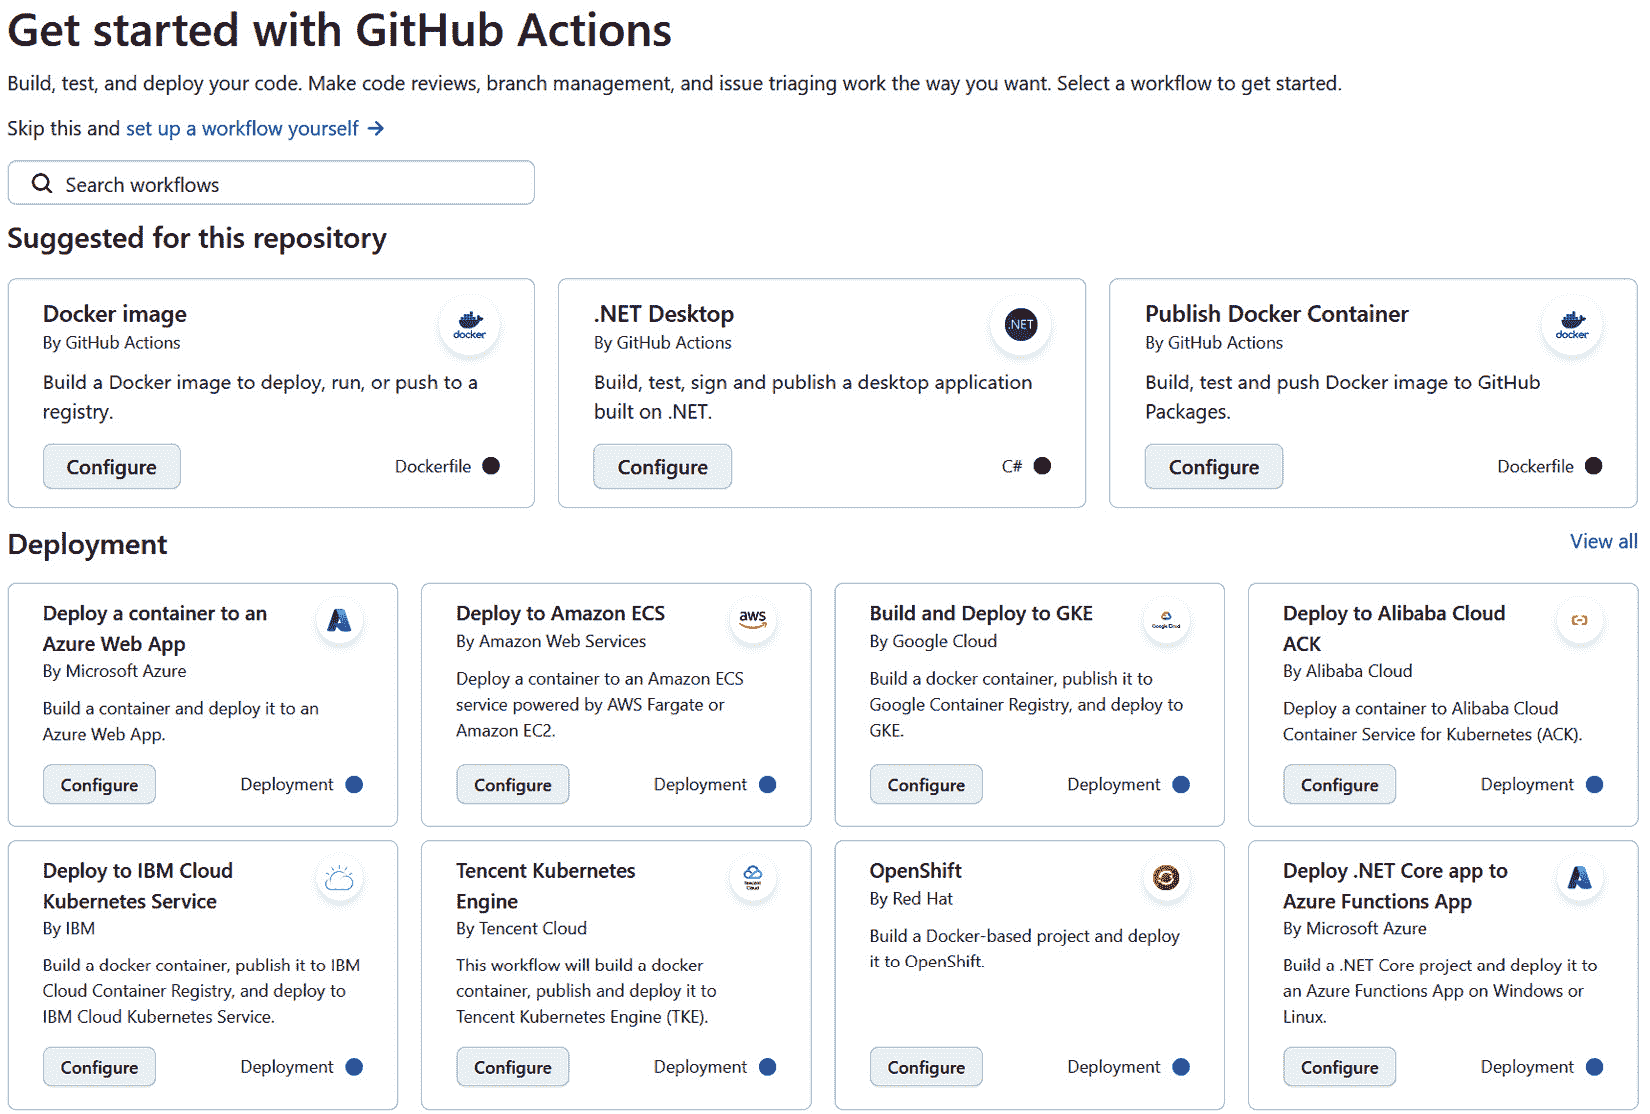 Get started with GitHub Actions
Build, test, and deploy your code. Make code reviews, branch management, and issue triaging work the way you want. Select a workflow to get started.
Skip this and set up a workflow yourself →
Search workflows
Suggested for this repository
Docker image
By GitHub Actions
docker
Build a Docker image to deploy, run, or push to a
registry.
Configure
Dockerfile
.NET Desktop
By GitHub Actions
.NET
Build, test, sign and publish a desktop application
built on .NET.
Configure
C#
Publish Docker Container
By GitHub Actions
docker
Build, test and push Docker image to GitHub
Packages.
Configure
Dockerfile
Deployment
View all
Deploy a container to an
Azure Web App
By Microsoft Azure
Build a container and deploy it to an
Azure Web App.
Configure
Deployment
Deploy to Amazon ECS
By Amazon Web Services
aws
Deploy a container to an Amazon ECS
service powered by AWS Fargate or
Amazon EC2.
Configure
Deployment
Build and Deploy to GKE
By Google Cloud
Google Cloud
Build a docker container, publish it to
Google Container Registry, and deploy to
GKE.
Configure
Deployment
Deploy to Alibaba Cloud
ACK
By Alibaba Cloud
Deploy a container to Alibaba Cloud
Container Service for Kubernetes (ACK).
Configure
Deployment
Deploy to IBM Cloud
Kubernetes Service
By IBM
Build a docker container, publish it to IBM
Cloud Container Registry, and deploy to
IBM Cloud Kubernetes Service.
Configure
Deployment
Tencent Kubernetes
Engine
By Tencent Cloud
Tencent
Cloud
This workflow will build a docker
container, publish and deploy it to
Tencent Kubernetes Engine (TKE).
Configure
Deployment
OpenShift
By Red Hat
Build a Docker-based project and deploy
it to OpenShift.
Configure
Deployment
Deploy .NET Core app to
Azure Functions App
By Microsoft Azure
Build a .NET Core project and deploy it to
an Azure Functions App on Windows or
Linux.
Configure
Deployment